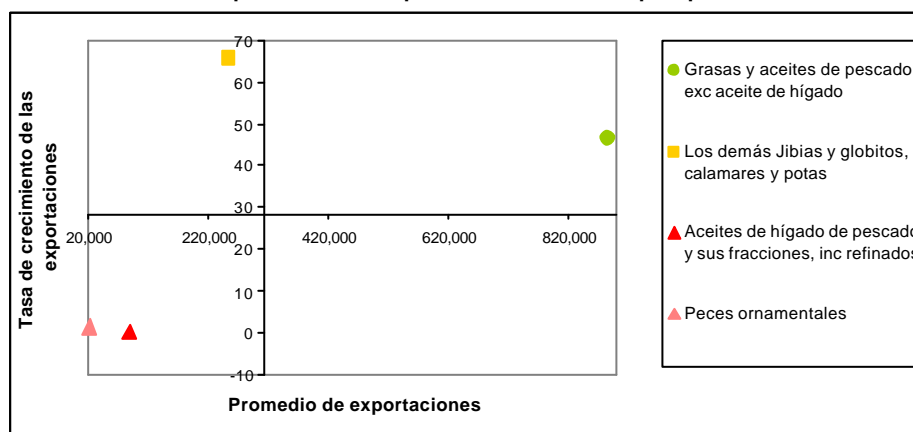 70
60
50
40
30
20
10
0
-10
20,000
220,000
420,000
620,000
820,000
Tasa de crecimiento de las
exportaciones
Promedio de exportaciones
Grasas y aceites de pescado
exc aceite de hígado
Los demás Jibias y globitos,
calamares y potas
Aceites de hígado de pescado
y sus fracciones, inc refinados
Peces ornamentales